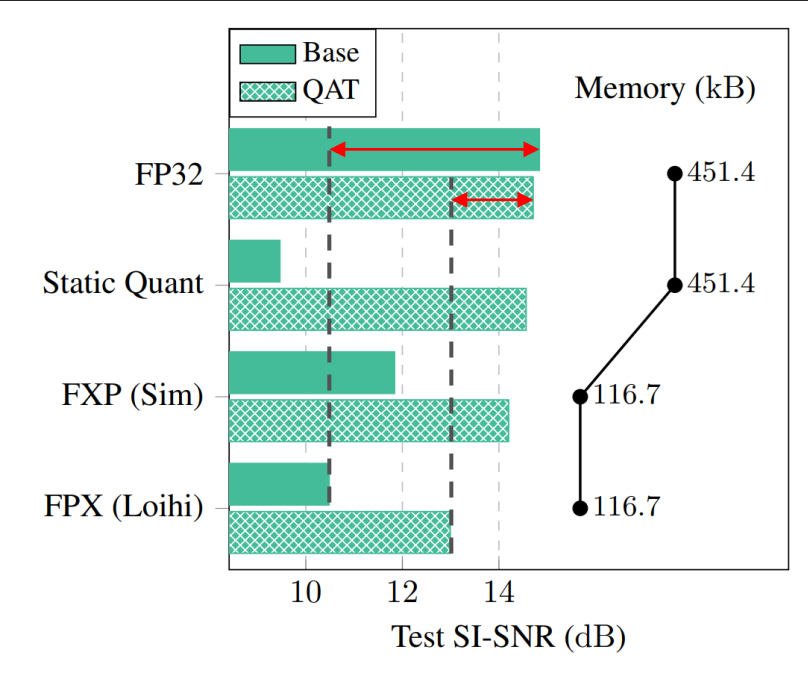 Base
QAT
Memory (kB)
FP32
451.4
Static Quant
451.4
FXP (Sim)
116.7
FPX (Loihi)
116.7
10 12 14
Test SI-SNR (dB)